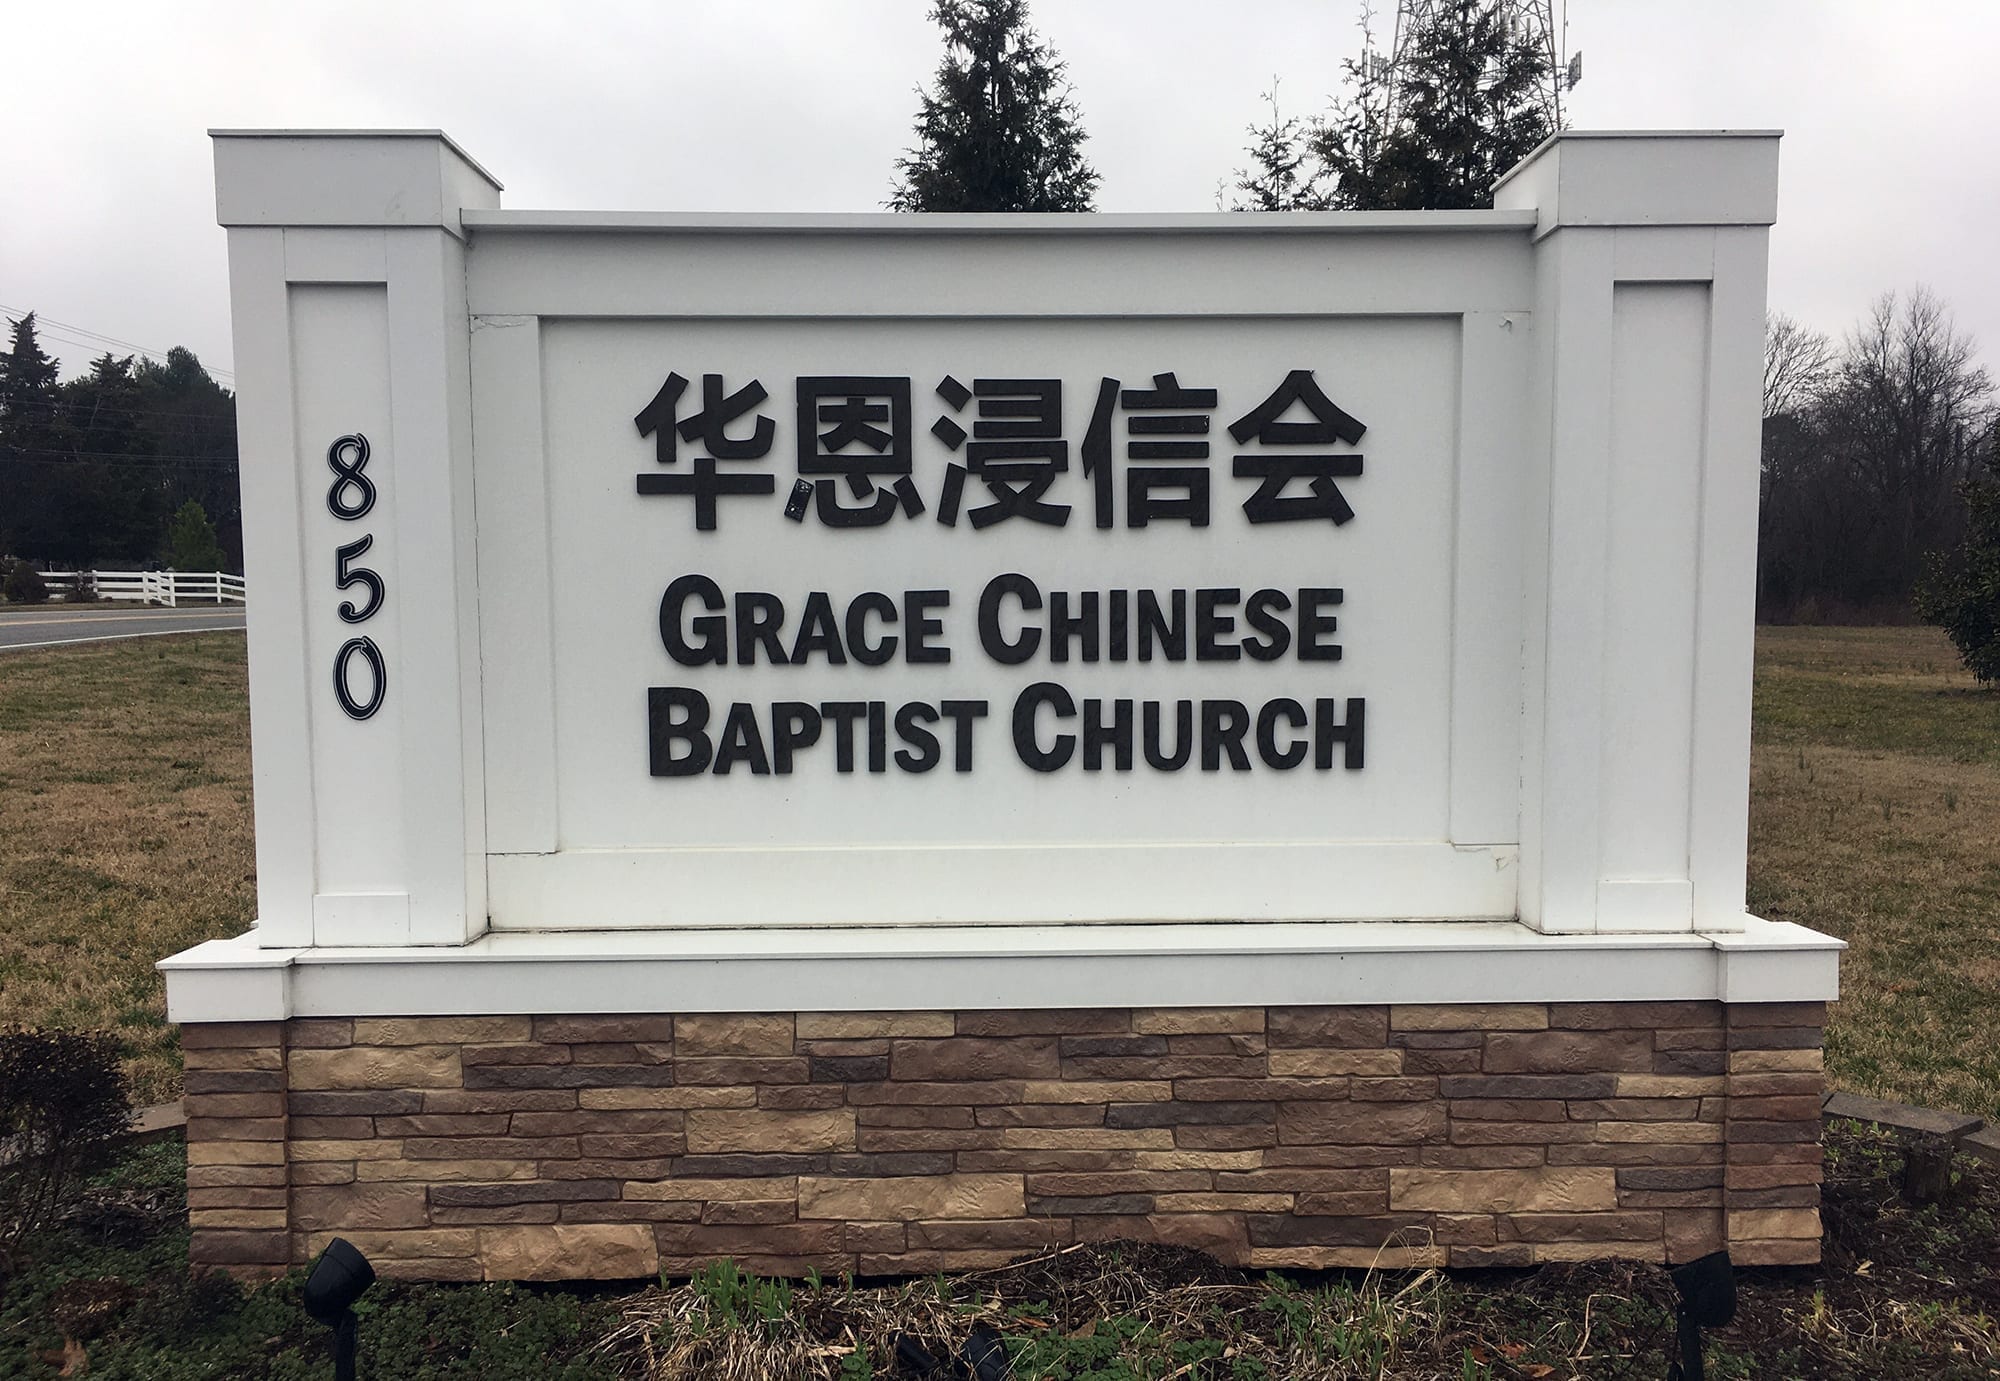 850
华恩浸信会
GRACE CHINESE
BAPTIST CHURCH